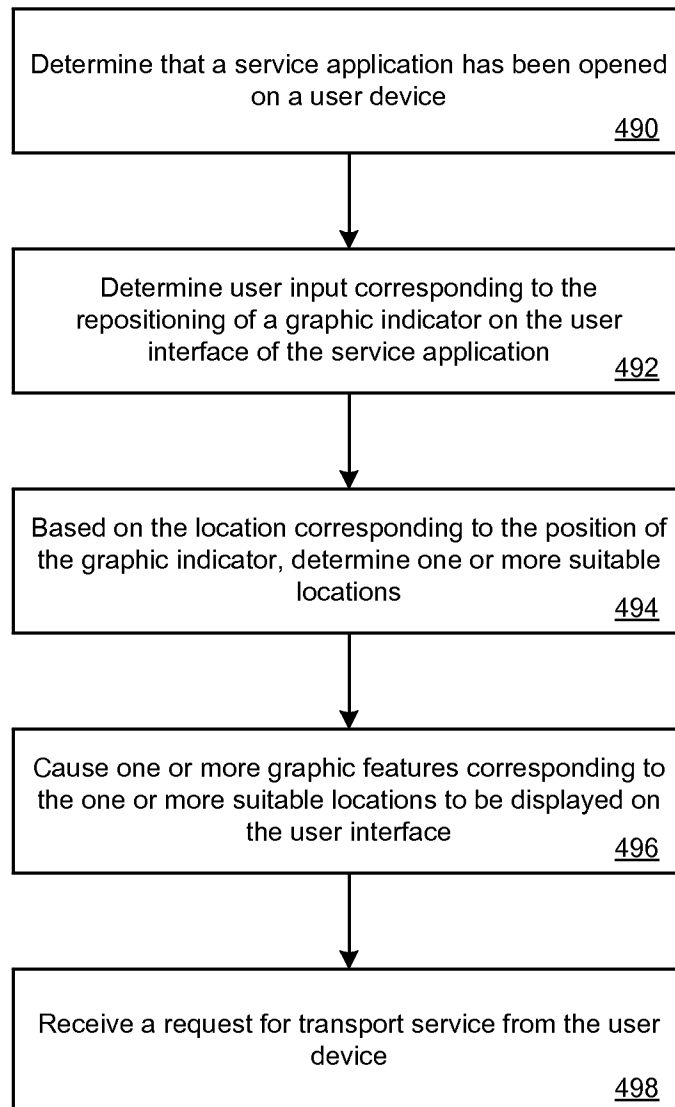 Determine that a service application has been opened
on a user device
490
Determine user input corresponding to the
repositioning of a graphic indicator on the user
interface of the service application
492
Based on the location corresponding to the position of
the graphic indicator, determine one or more suitable
locations
494
Cause one or more graphic features corresponding to
the one or more suitable locations to be displayed on
the user interface
496
Receive a request for transport service from the user
device
498